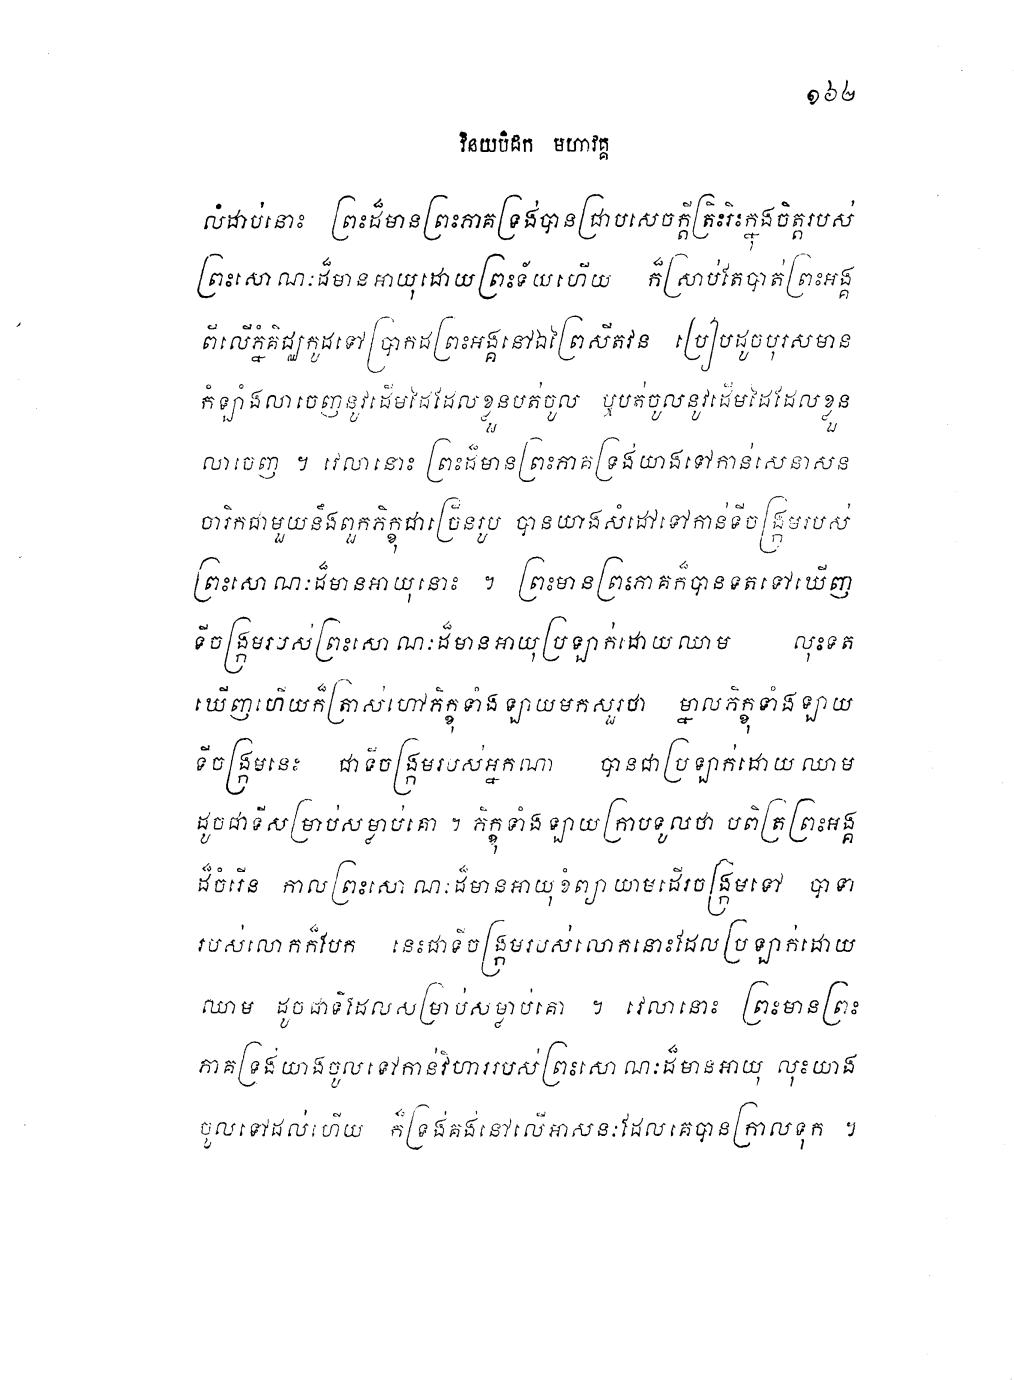 ១៦២
វិនយបិដក មហាវគ្គ
លំដាប់នោះ ព្រះដ៏មានព្រះភាគទ្រង់បានជ្រាបសេចក្តីត្រិះរិះក្នុងចិត្តរបស់
ព្រះសោណៈដ៏មានអាយុដោយព្រះទ័យហើយ ក៏ស្រាប់តែបាត់ព្រះអង្គ
ពីលើភ្នំគិជ្ឈកូដទៅប្រាកដព្រះអង្គនៅឯព្រៃសីតវន ប្រៀបដូចបុរសមាន
កំឡាំងលាចេញនូវដើមដៃដែលខ្លួនបត់ចូល ឬបត់ចូលនូវដើមដៃដែលខ្លួន
លាចេញ ។ វេលានោះ ព្រះដ៏មានព្រះភាគទ្រង់យាងទៅកាន់សេនាសន
ចារិកជាមួយនឹងពួកភិក្ខុជាច្រើនរូប បានយាងសំដៅទៅកាន់ទីចង្ក្រមរបស់
ព្រះសោណៈដ៏មានអាយុនោះ ។ ព្រះមានព្រះភាគក៏បានទតទៅឃើញ
ទីចង្ក្រមរបស់ព្រះសោណៈដ៏មានអាយុប្រឡាក់ដោយឈាម លុះទត
ឃើញហើយក៏ត្រាស់ហៅភិក្ខុទាំងឡាយមកសួរថា ម្នាលភិក្ខុទាំងឡាយ
ទីចង្ក្រមនេះ ជាទីចង្ក្រមរបស់អ្នកណា បានជាប្រឡាក់ដោយឈាម
ដូចជាទីសម្រាប់សម្លាប់គោ ។ ភិក្ខុទាំងឡាយក្រាបទូលថា បពិត្រព្រះអង្គ
ដ៏ចំរើន កាលព្រះសោណៈដ៏មានអាយុខំព្យាយាមដើរចង្ក្រមទៅ បាទា
របស់លោកក៏បែក នេះជាទីចង្ក្រមរបស់លោកនោះដែលប្រឡាក់ដោយ
ឈាម ដូចជាទីដែលសម្រាប់សម្លាប់គោ ។ វេលានោះ ព្រះមានព្រះ
ភាគទ្រង់យាងចូលទៅកាន់វិហាររបស់ព្រះសោណៈដ៏មានអាយុ លុះយាង
ចូលទៅដល់ហើយ ក៏ទ្រង់គង់នៅលើអាសនៈដែលគេបានក្រាលទុក ។